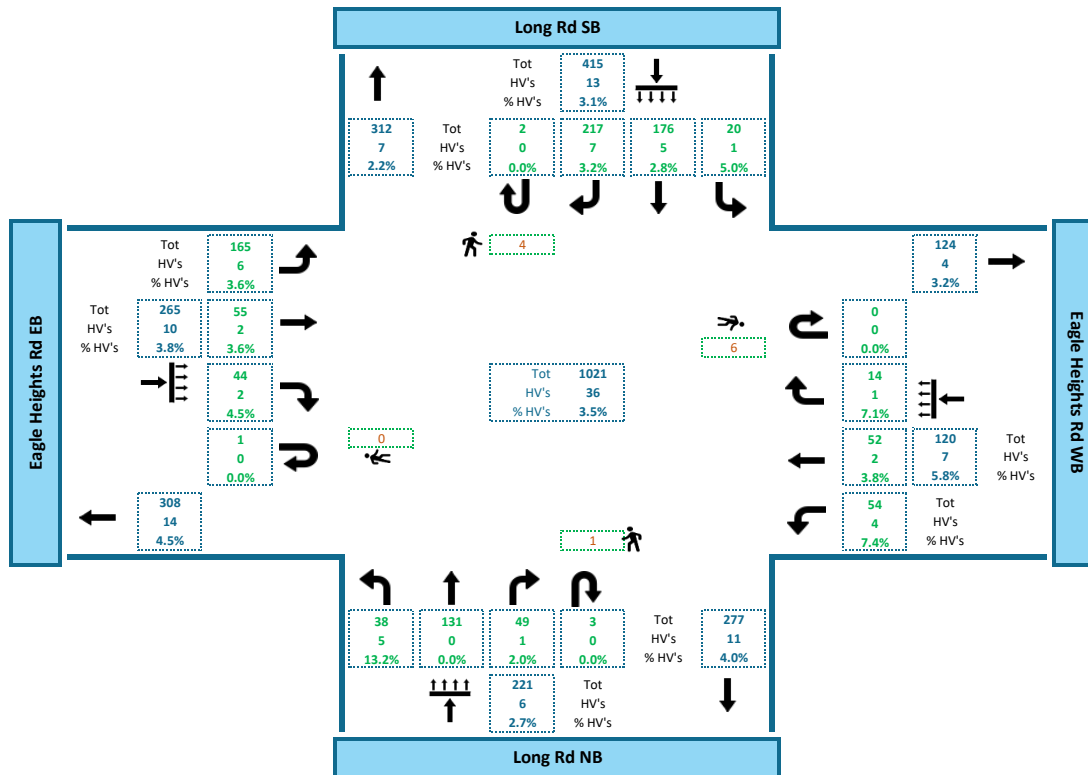 Long Rd SB
Tot 415
HV's 13
% HV's 3.1%
312 Tot 2 217 176 20
7 HV's 0 7 5 1
2.2% % HV's 0.0% 3.2% 2.8% 5.0%
4
Tot 165
HV's 6
% HV's 3.6%
124
4
3.2%
Tot 265 55
HV's 10 2
% HV's 3.8% 3.6%
0
0
0.0%
6
Eagle Heights Rd EB
Eagle Heights Rd WB
44
2
4.5%
Tot 1021
HV's 36
% HV's 3.5%
14
1
7.1%
1
0
0.0%
0
52 120 Tot
2 7 HV's
3.8% 5.8% % HV's
308
14
4.5%
54 Tot
4 HV's
7.4% % HV's
1
38 131 49 3 Tot 277
5 0 1 0 HV's 11
13.2% 0.0% 2.0% 0.0% % HV's 4.0%
221 Tot
6 HV's
2.7% % HV's
Long Rd NB